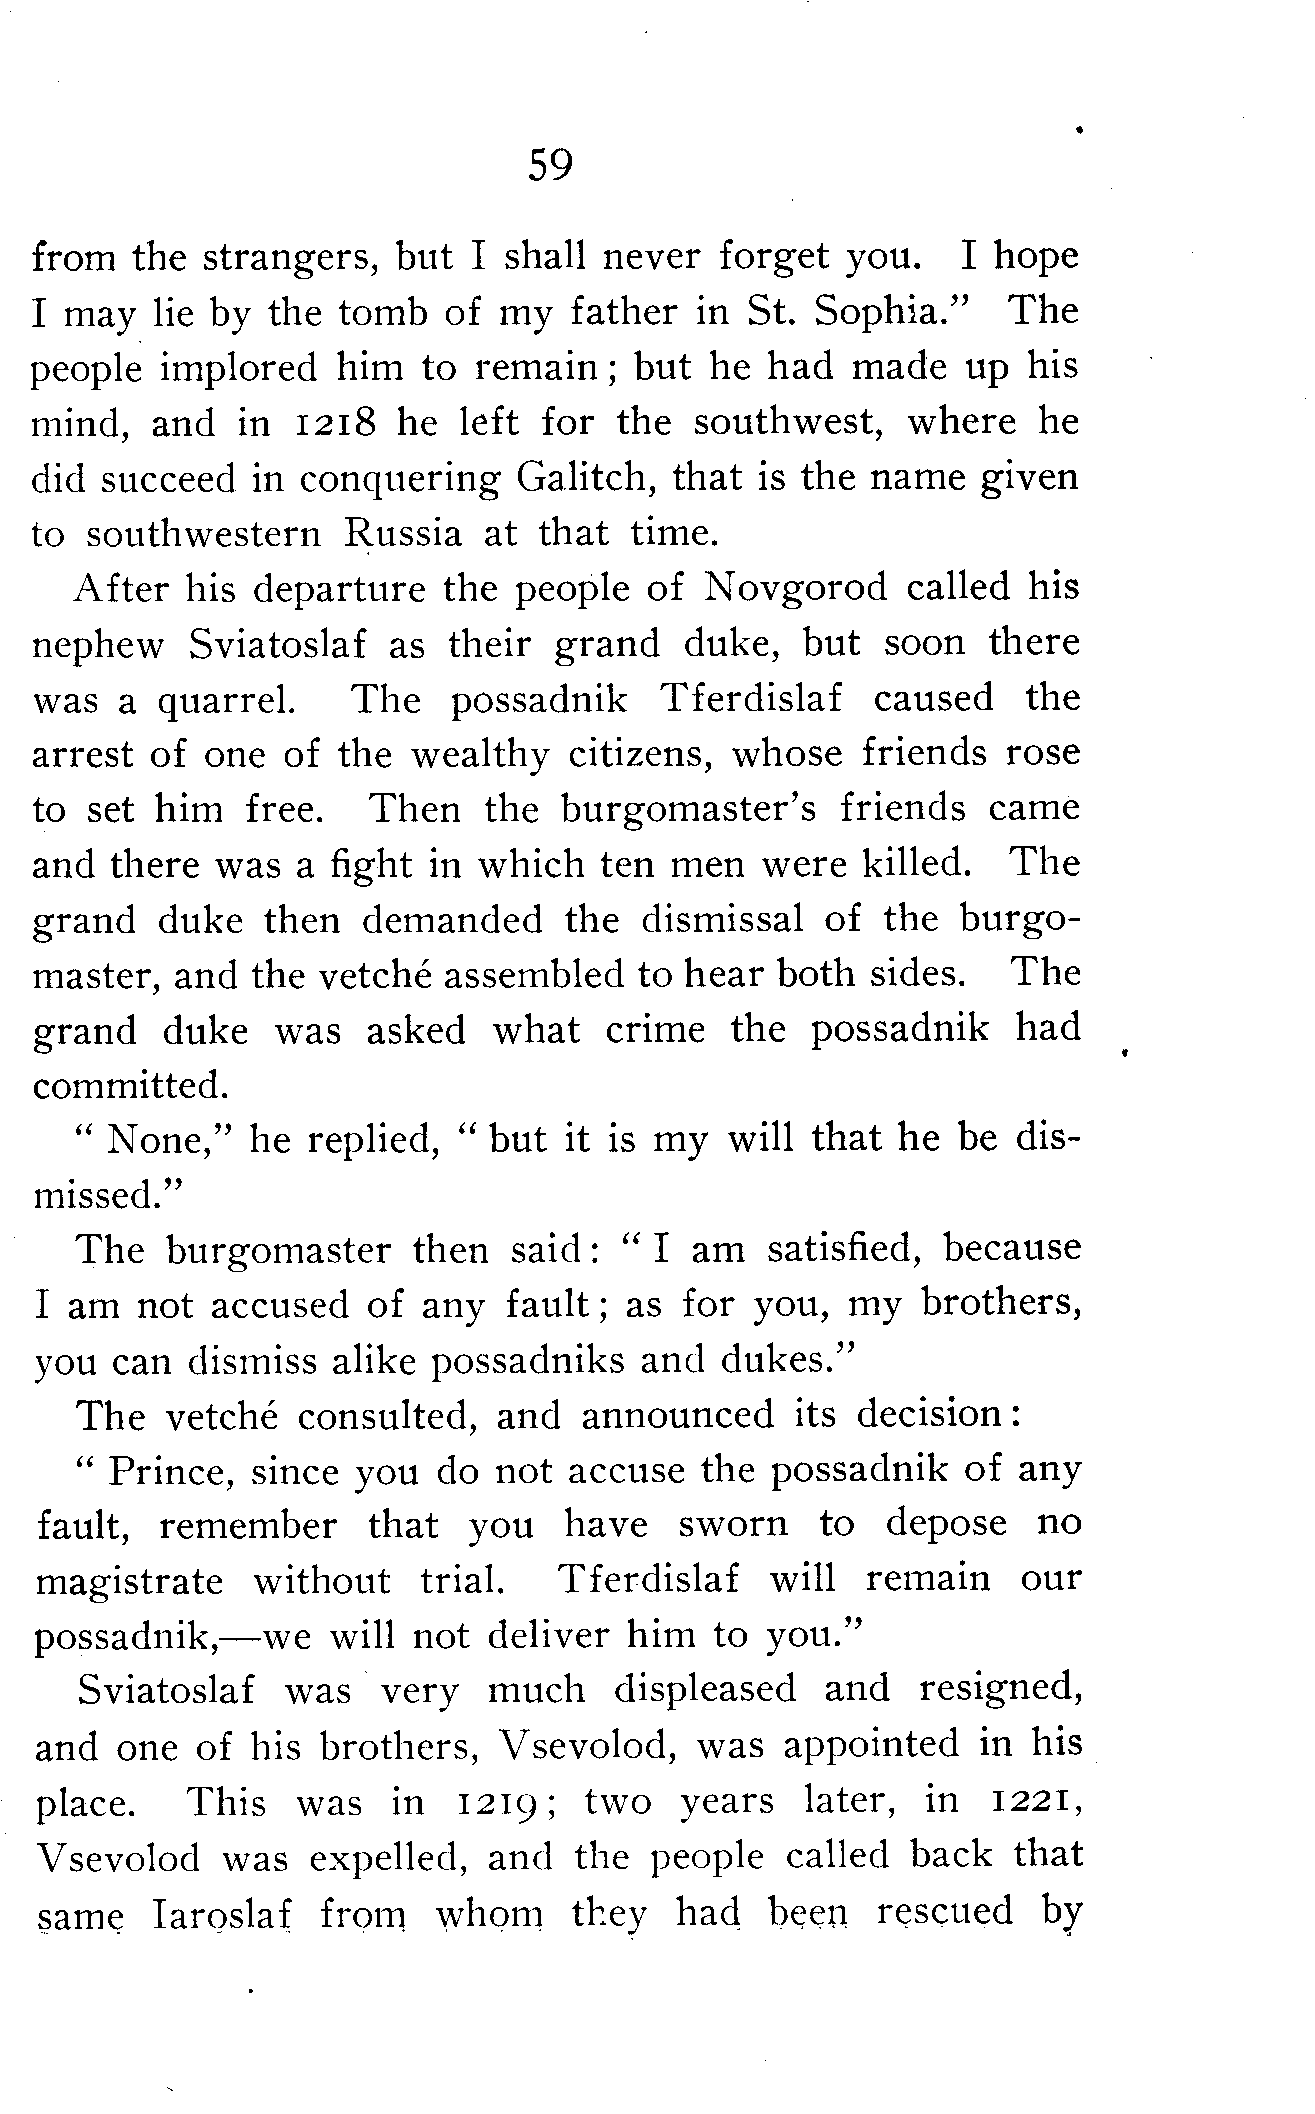 59
from the strangers, but I shall never forget you. I hope
I may lie by the tomb of my father in St. Sophia.” The
people implored him to remain ; but he had made up his
mind, and in 1218 he left for the southwest, where he
did succeed in conquering Galitch, that is the name given
to southwestern Russia at that time.
After his departure the people of Novgorod called his
nephew Sviatoslaf as their grand duke, but soon there
was a quarrel. The possadnik Tferdislaf caused the
arrest of one of the wealthy citizens, whose friends rose
to set him free. Then the burgomaster’s friends came
and there was a fight in which ten men were killed. The
grand duke then demanded the dismissal of the burgo-
master, and the vetché assembled to hear both sides. The
grand duke was asked what crime the possadnik had
committed.
“ None,” he replied, “ but it is my will that he be dis-
missed.”
The burgomaster then said : “ I am satisfied, because
I am not accused of any fault ; as for you, my brothers,
you can dismiss alike possadniks and dukes.”
The vetché consulted, and announced its decision :
“ Prince, since you do not accuse the possadnik of any
fault, remember that you have sworn to depose no
magistrate without trial. Tferdislaf will remain our
possadnik,—we will not deliver him to you.”
Sviatoslaf was very much displeased and resigned,
and one of his brothers, Vsevolod, was appointed in his
place. This was in 1219 ; two years later, in 1221,
Vsevolod was expelled, and the people called back that
same Iaroslaf from whom they had been rescued by